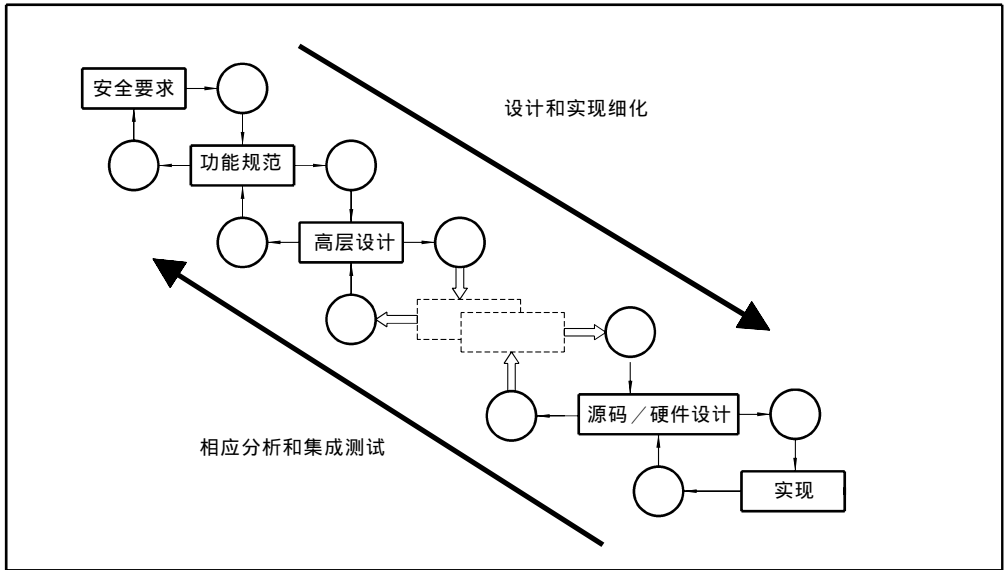 安全要求
设计和实现细化
功能规范
高层设计
源码／硬件设计
相应分析和集成测试
实现